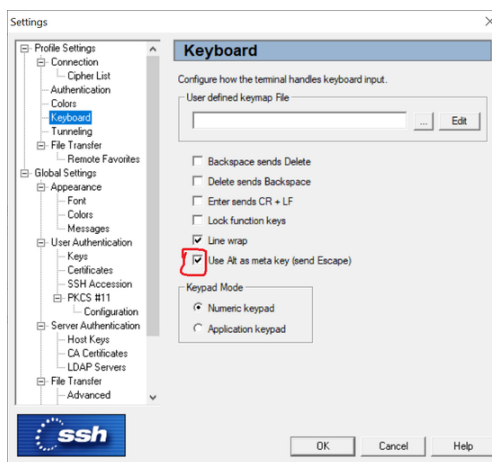 Settings
Profile Settings
Connection
Cipher List
Authentication
Colors
Keyboard
Tunneling
File Transfer
Remote Favorites
Global Settings
Appearance
Font
Colors
Messages
User Authentication
Keys
Certificates
SSH Accession
PKCS #11
Configuration
Server Authentication
Host Keys
CA Certificates
LDAP Servers
File Transfer
Advanced
ssh
Keyboard
Configure how the terminal handles keyboard input.
User defined keymap File
... Edit
Backspace sends Delete
Delete sends Backspace
Enter sends CR + LF
Lock function keys
Line wrap
Use Alt as meta key (send Escape)
Keypad Mode
Numeric keypad
Application keypad
OK Cancel Help